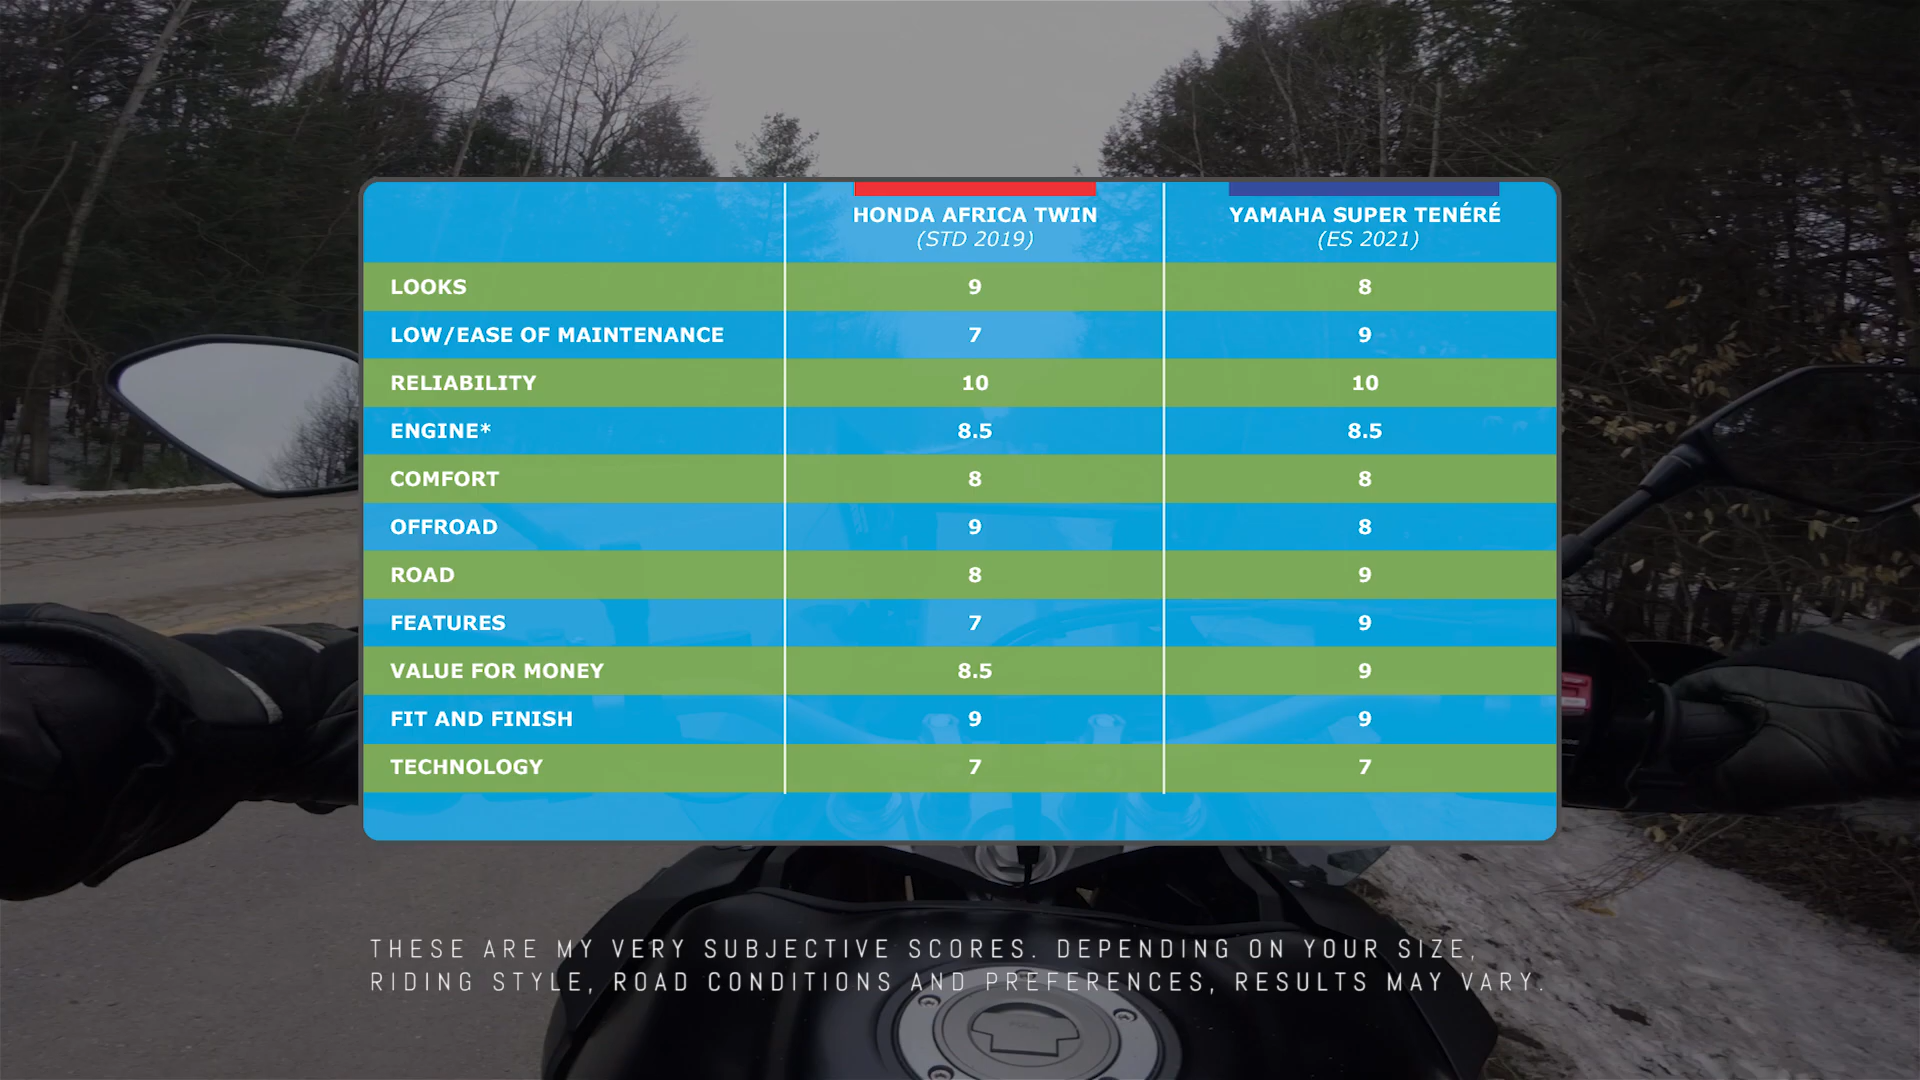 HONDA AFRICA TWIN YAMAHA SUPER TENÉRÉ
(STD 2019) (ES 2021)
LOOKS 9 8
LOW/EASE OF MAINTENANCE 7 9
RELIABILITY 10 10
ENGINE* 8.5 8.5
COMFORT 8 8
OFFROAD 9 8
ROAD 8 9
FEATURES 7 9
VALUE FOR MONEY 8.5 9
FIT AND FINISH 9 9
TECHNOLOGY 7 7
THESE ARE MY VERY SUBJECTIVE SCORES. DEPENDING ON YOUR SIZE,
RIDING STYLE, ROAD CONDITIONS AND PREFERENCES, RESULTS MAY VARY.